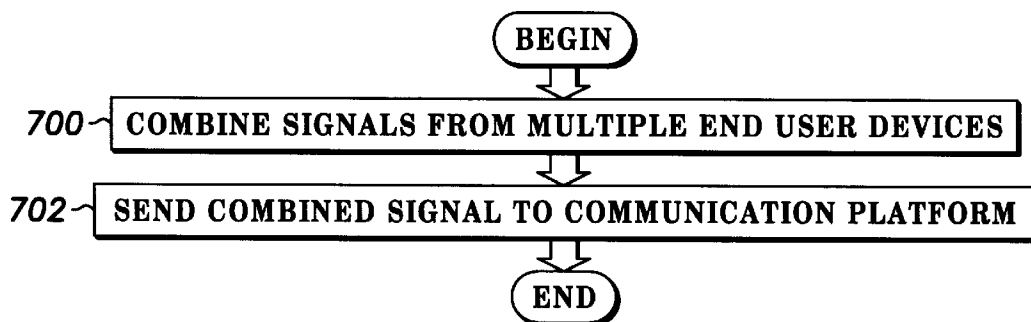 BEGIN
700 COMBINE SIGNALS FROM MULTIPLE END USER DEVICES
702 SEND COMBINED SIGNAL TO COMMUNICATION PLATFORM
END